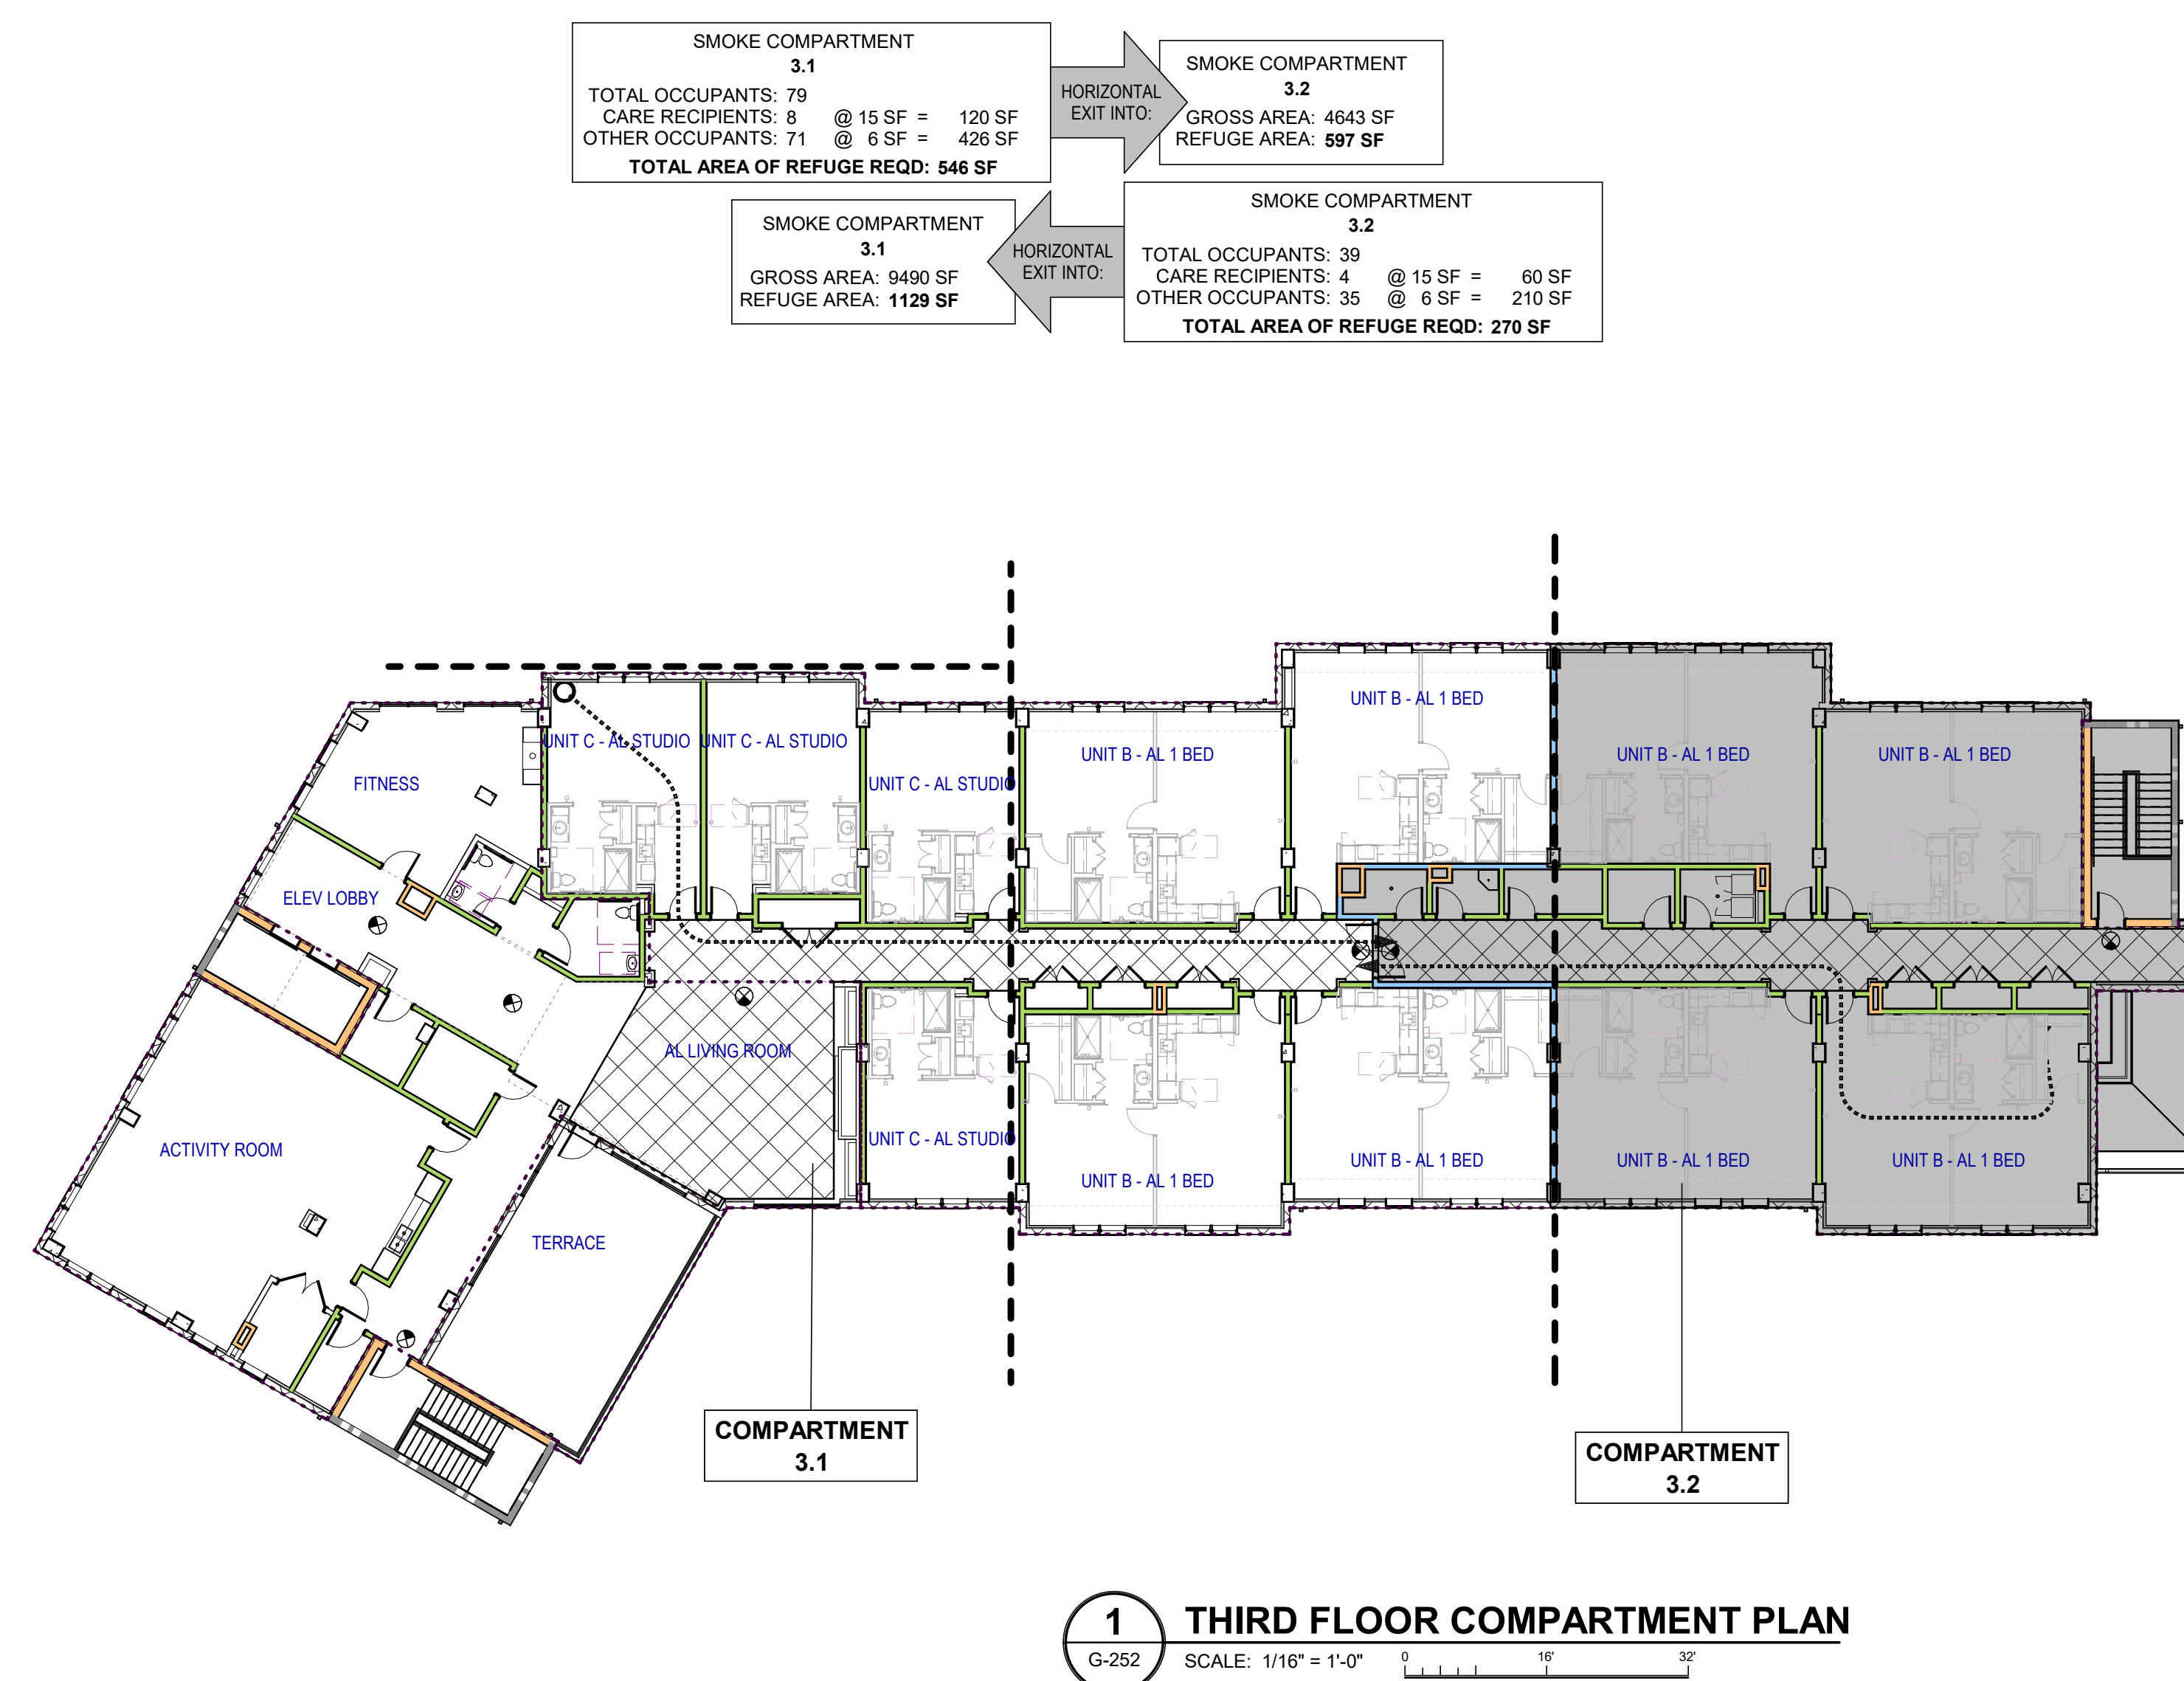 SMOKE COMPARTMENT
3.1
TOTAL OCCUPANTS: 79
CARE RECIPIENTS: 8 @ 15 SF = 120 SF
OTHER OCCUPANTS: 71 @ 6 SF = 426 SF
TOTAL AREA OF REFUGE REQD: 546 SF
HORIZONTAL
EXIT INTO:
SMOKE COMPARTMENT
3.2
GROSS AREA: 4643 SF
REFUGE AREA: 597 SF
SMOKE COMPARTMENT
3.1
GROSS AREA: 9490 SF
REFUGE AREA: 1129 SF
HORIZONTAL
EXIT INTO:
SMOKE COMPARTMENT
3.2
TOTAL OCCUPANTS: 39
CARE RECIPIENTS: 4 @ 15 SF = 60 SF
OTHER OCCUPANTS: 35 @ 6 SF = 210 SF
TOTAL AREA OF REFUGE REQD: 270 SF
UNIT B - AL 1 BED
UNIT C - AL STUDIO
UNIT C - AL STUDIO
UNIT B - AL 1 BED
UNIT B - AL 1 BED
UNIT B - AL 1 BED
FITNESS
UNIT C - AL STUDIO
ELEV LOBBY
AL LIVING ROOM
ACTIVITY ROOM
UNIT C - AL STUDIO
UNIT B - AL 1 BED
UNIT B - AL 1 BED
UNIT B - AL 1 BED
UNIT B - AL 1 BED
TERRACE
COMPARTMENT
3.1
COMPARTMENT
3.2
1
G-252
THIRD FLOOR COMPARTMENT PLAN
SCALE: 1/16" = 1'-0"
0 16' 32'